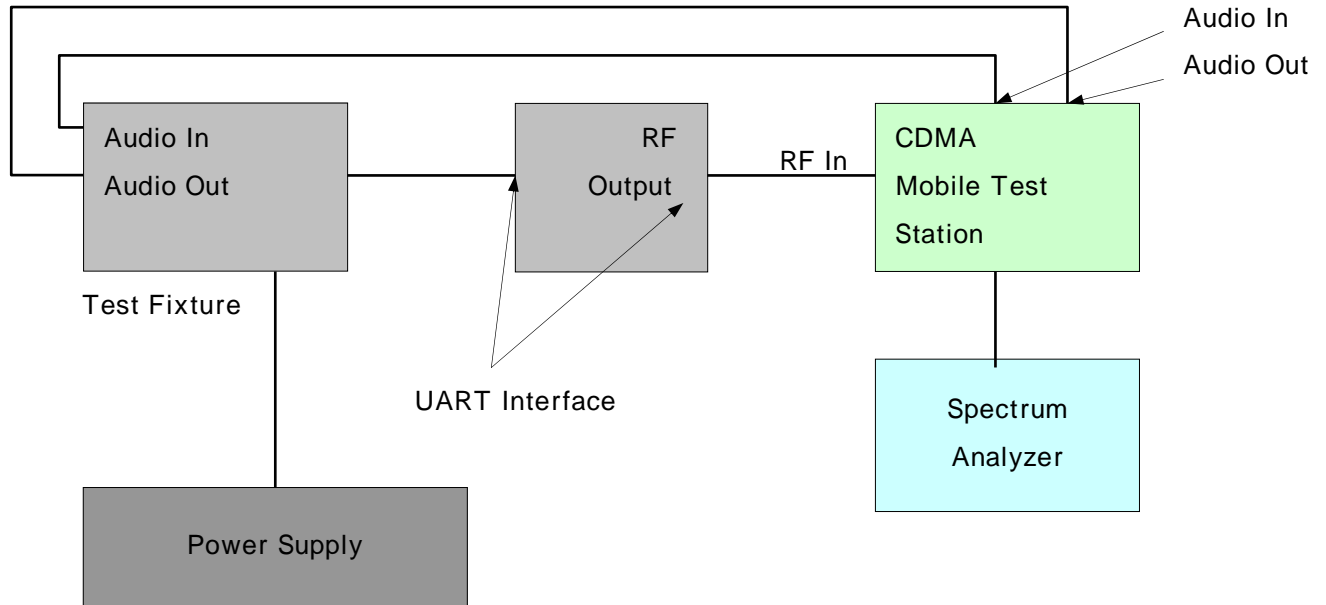 Audio In
Audio Out
Audio In
Audio Out
RF
Output
RF In
CDMA
Mobile Test
Station
Test Fixture
UART Interface
Spectrum
Analyzer
Power Supply